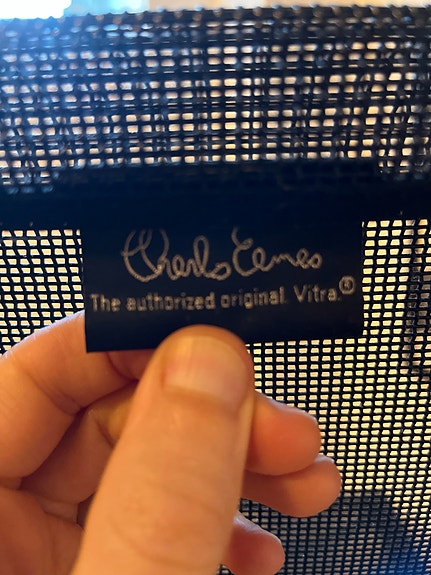 Charles Eames
The authorized original. Vitra.®